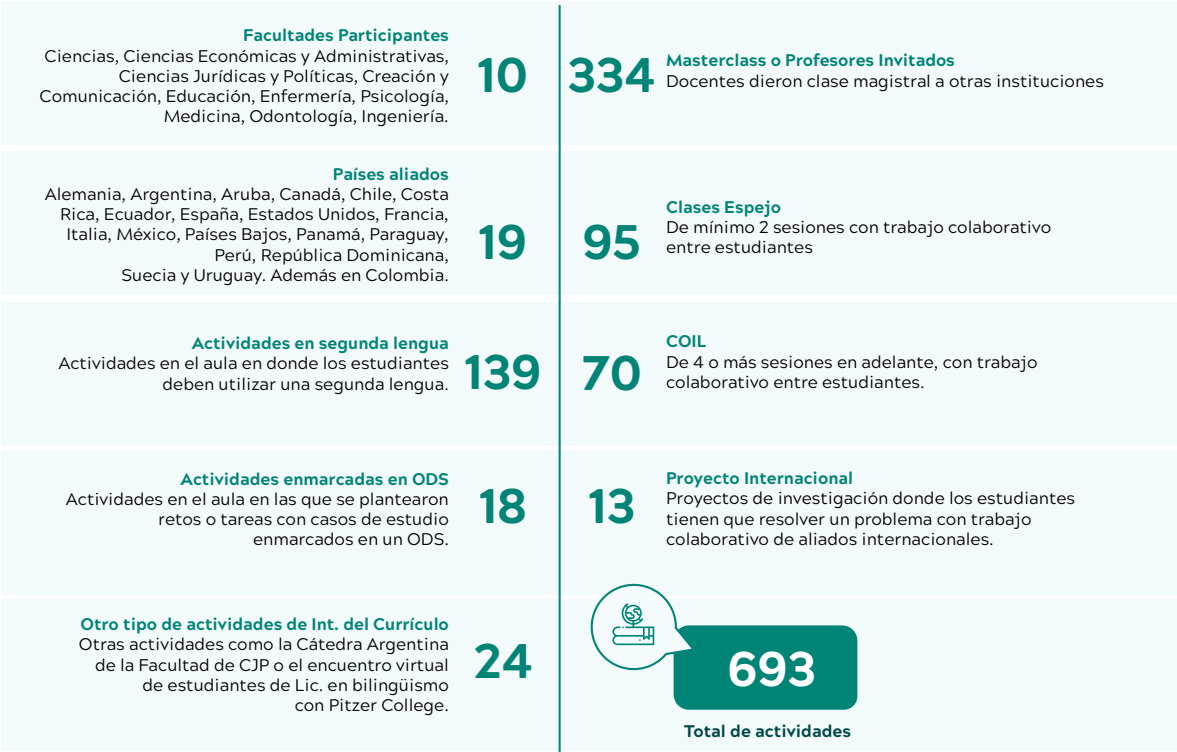 Facultades Participantes
Ciencias, Ciencias Económicas y Administrativas,
Ciencias Jurídicas y Políticas, Creación y
Comunicación, Educación, Enfermería, Psicología,
Medicina, Odontología, Ingeniería.
10
334
Masterclass o Profesores Invitados
Docentes dieron clase magistral a otras instituciones
Países aliados
Alemania, Argentina, Aruba, Canadá, Chile, Costa
Rica, Ecuador, España, Estados Unidos, Francia,
Italia, México, Países Bajos, Panamá, Paraguay,
Perú, República Dominicana,
Suecia y Uruguay. Además en Colombia.
19
95
Clases Espejo
De mínimo 2 sesiones con trabajo colaborativo
entre estudiantes
Actividades en segunda lengua
Actividades en el aula en donde los estudiantes
deben utilizar una segunda lengua.
139
70
COIL
De 4 o más sesiones en adelante, con trabajo
colaborativo entre estudiantes.
Actividades enmarcadas en ODS
Actividades en el aula en las que se plantearon
retos o tareas con casos de estudio
enmarcados en un ODS.
18
13
Proyecto Internacional
Proyectos de investigación donde los estudiantes
tienen que resolver un problema con trabajo
colaborativo de aliados internacionales.
Otro tipo de actividades de Int. del Currículo
Otras actividades como la Cátedra Argentina
de la Facultad de CJP o el encuentro virtual
de estudiantes de Lic. en bilingüismo
con Pitzer College.
24
693
Total de actividades